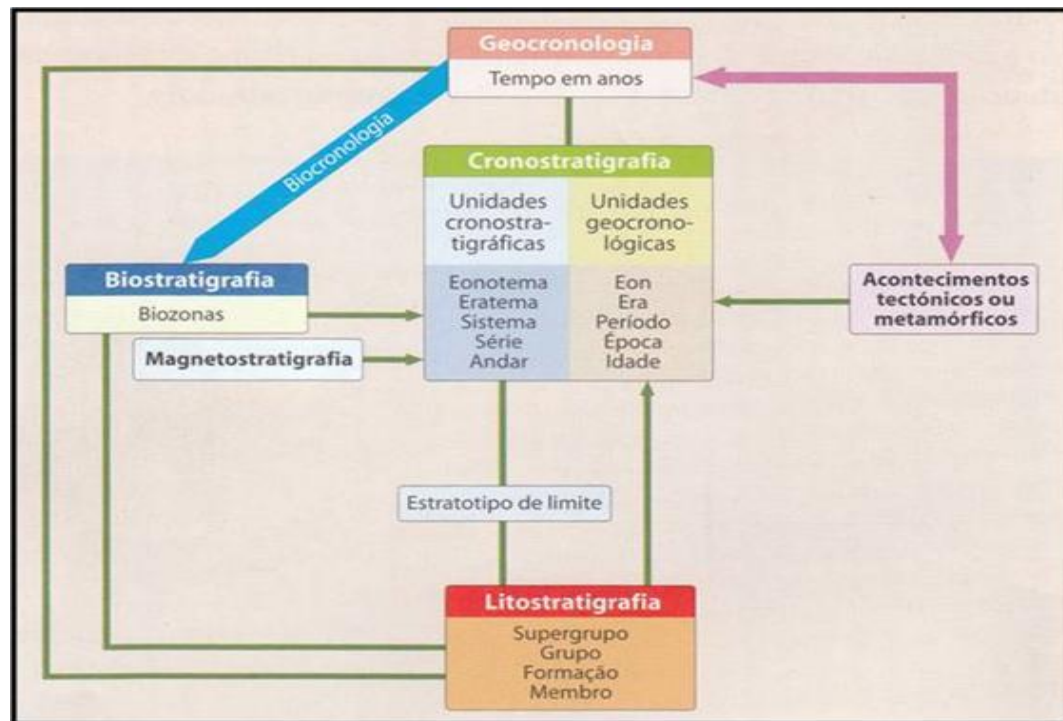 Geocronologia
Tempo em anos
Biocronologia
Cronostratigrafia
Unidades
cronostra-
tigráficas
Unidades
geocrono-
lógicas
Eonotema
Eratema
Sistema
Série
Andar
Eon
Era
Período
Época
Idade
Biostratigrafia
Biozonas
Magnetostratigrafia
Acontecimentos
tectónicos ou
metamórficos
Estratotipo de limite
Litostratigrafia
Supergrupo
Grupo
Formação
Membro